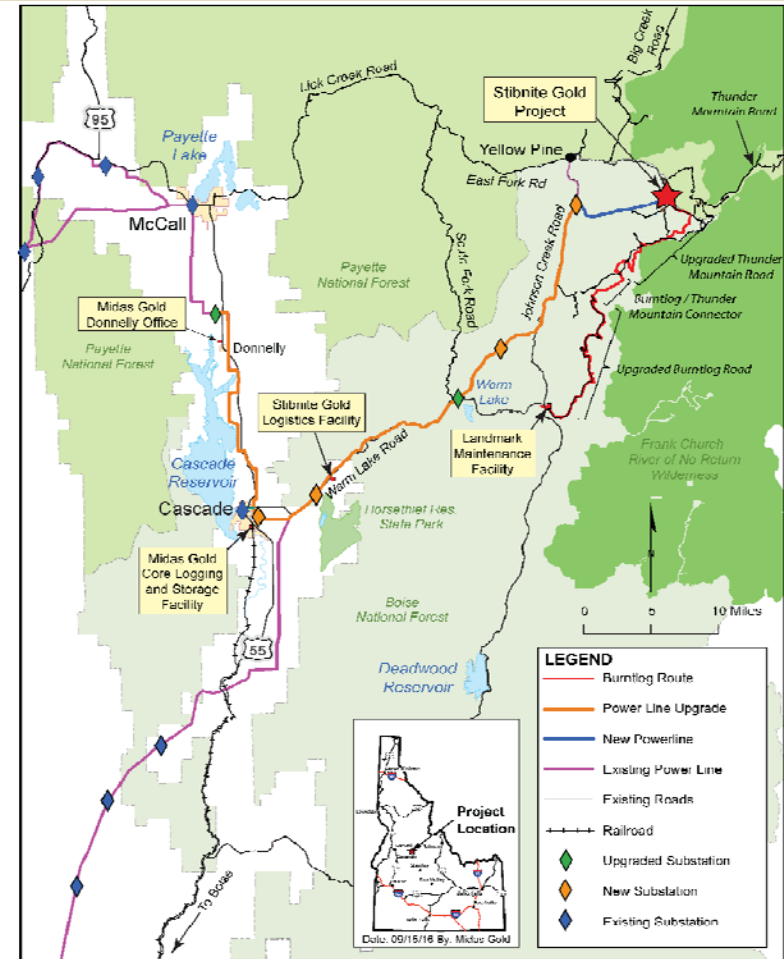 Big Creek
Road
Lick Creek Road
Stibnite Gold
Project
Thunder
Mountain Road
95
Payette
Lake
Yellow Pine
East Fork Rd
McCall
South Fork Road
Johnson Creek Road
Payette
National Forest
Upgraded Thunder
Mountain Road
Burntlog / Thunder
Mountain Connector
Midas Gold
Donnelly Office
Payette
National Forest
Donnelly
Upgraded Burntlog Road
Stibnite Gold
Logistics Facility
Warm
Lake
Warm Lake Road
Landmark
Maintenance
Facility
Frank Church
River of No Return
Wilderness
Cascade
Reservoir
Cascade
Horsethief Res.
State Park
Midas Gold
Core Logging
and Storage
Facility
N
0 5 10 Miles
Boise
National Forest
55
Deadwood
Reservoir
LEGEND
Burntlog Route
Power Line Upgrade
New Powerline
Existing Power Line
Existing Roads
Railroad
Upgraded Substation
New Substation
Existing Substation
Project
Location
To Boise
Date: 09/15/16 By: Midas Gold